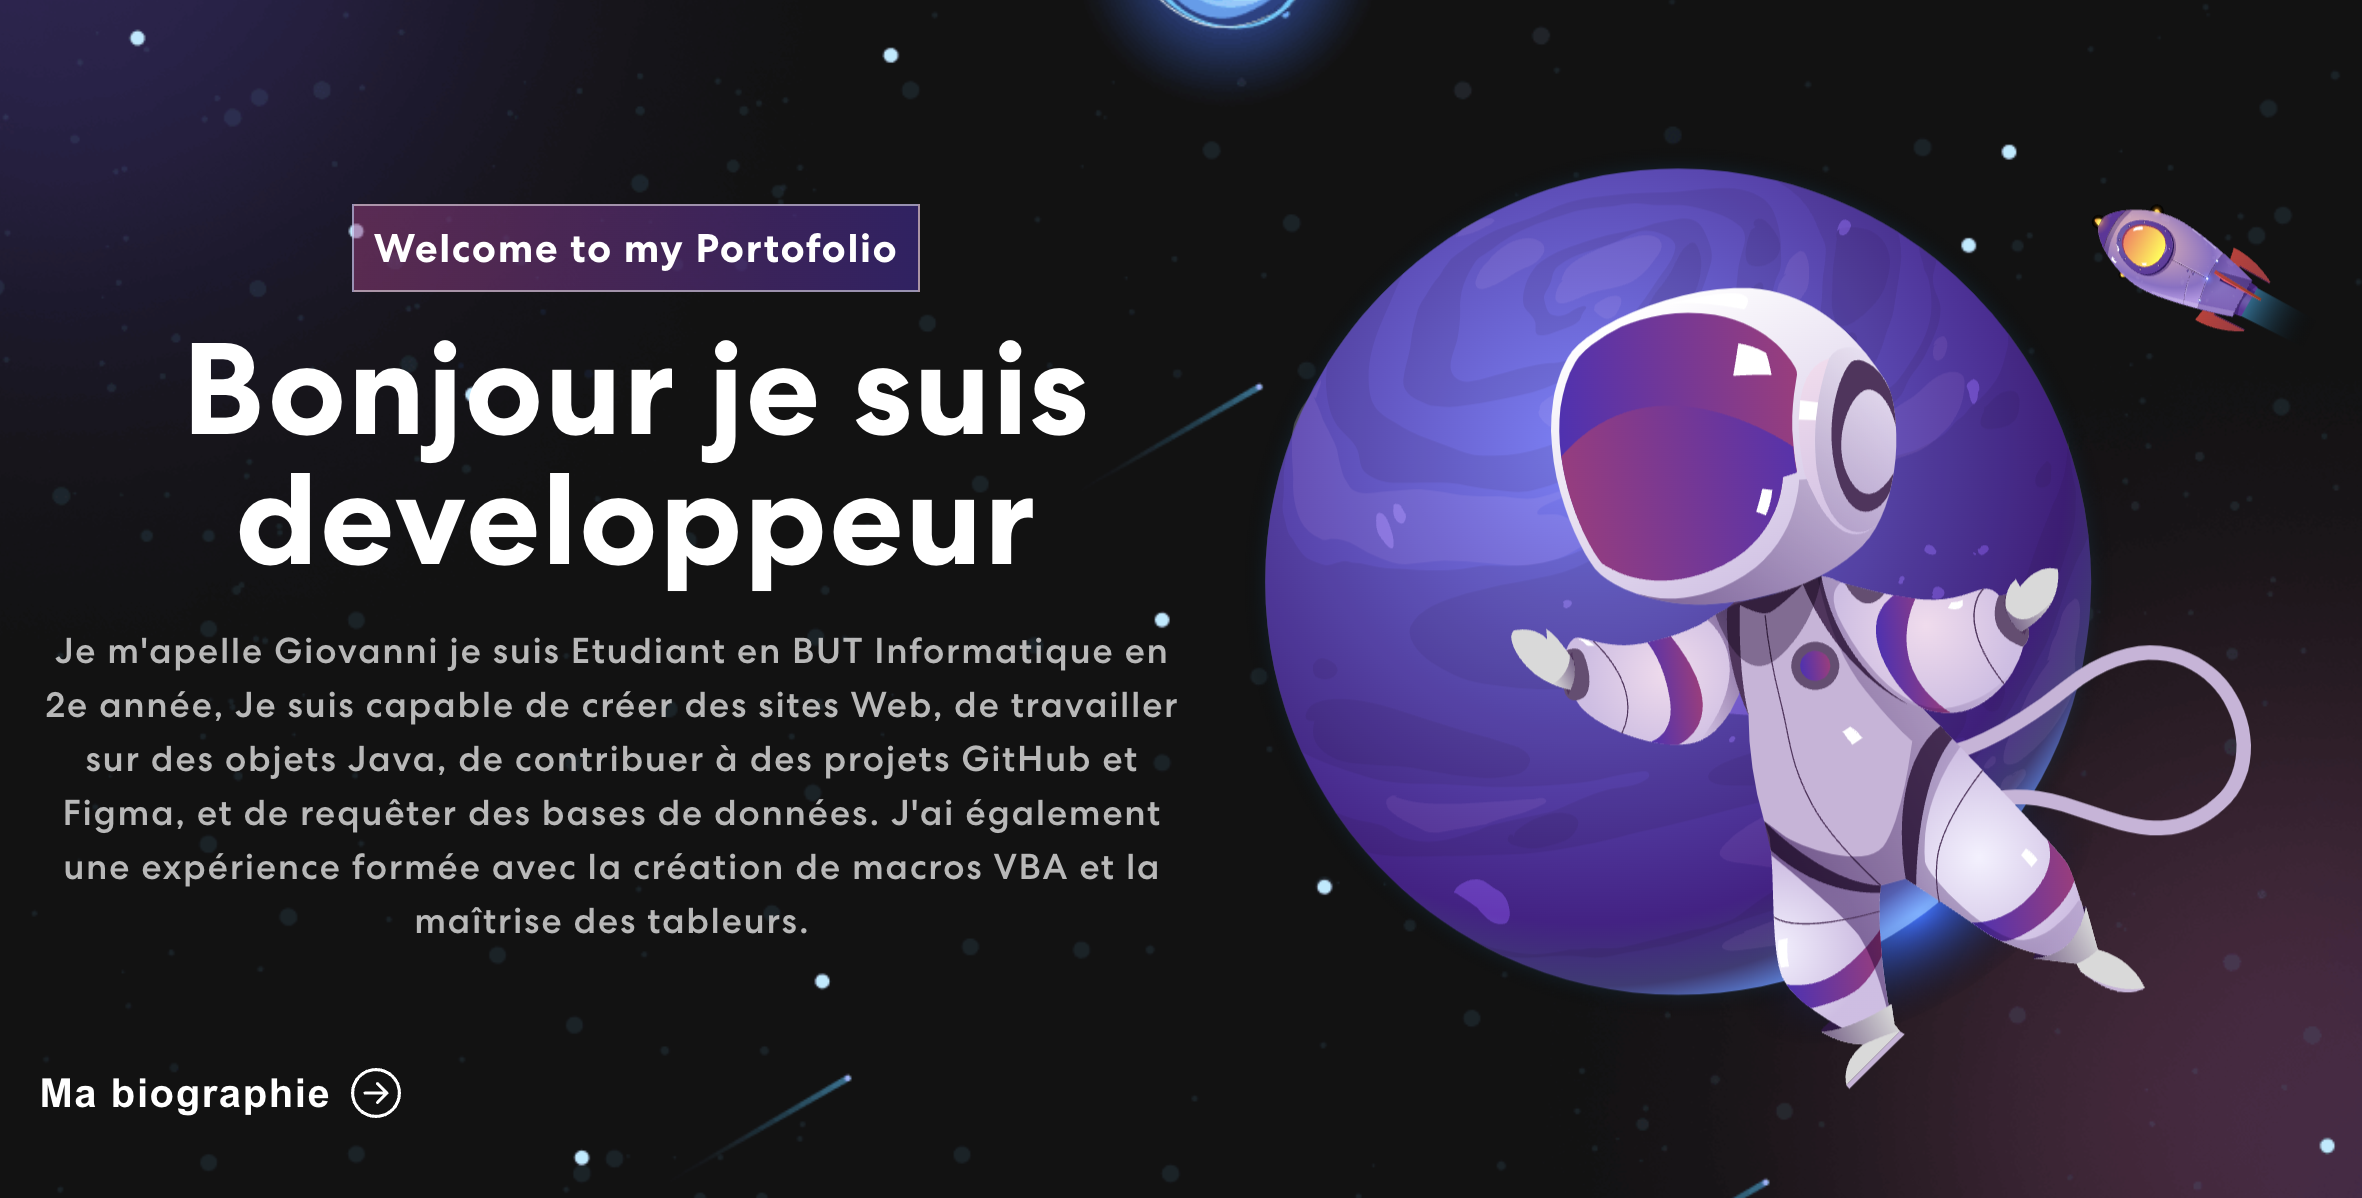 Welcome to my Portofolio
Bonjour je suis
developpeur
Je m'apelle Giovanni je suis Etudiant en BUT Informatique en
2e année, Je suis capable de créer des sites Web, de travailler
sur des objets Java, de contribuer à des projets GitHub et
Figma, et de requêter des bases de données. J'ai également
une expérience formée avec la création de macros VBA et la
maîtrise des tableurs.
Ma biographie